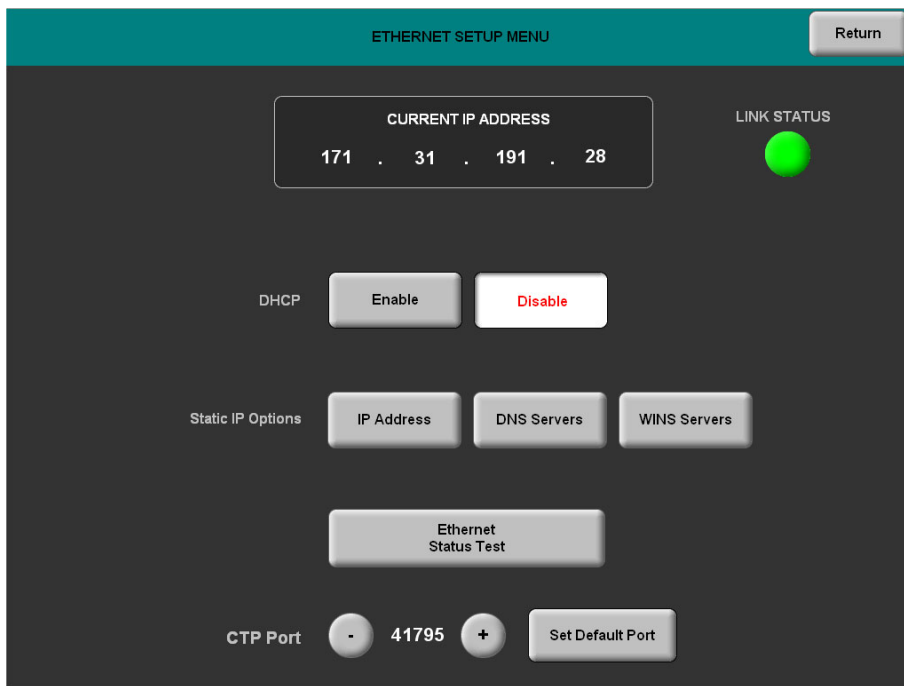 ETHERNET SETUP MENU
Return
CURRENT IP ADDRESS
LINK STATUS
171 . 31 . 191 . 28
DHCP
Enable
Disable
Static IP Options
IP Address
DNS Servers
WINS Servers
Ethernet
Status Test
CTP Port
-
41795
+
Set Default Port